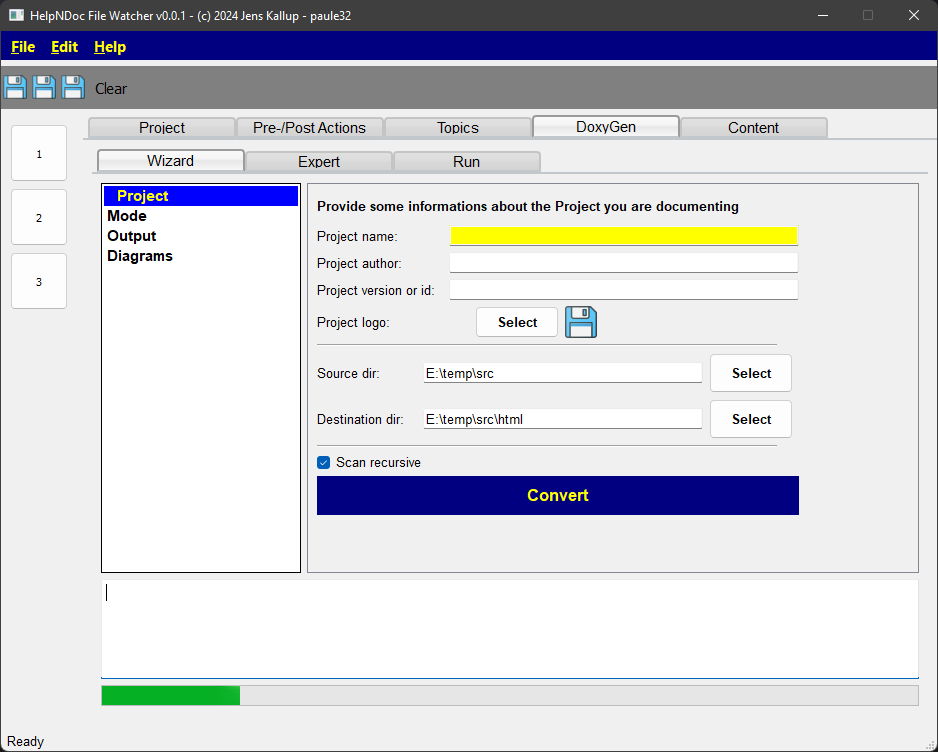 HelpNDoc File Watcher v0.0.1 - (c) 2024 Jens Kallup - paule32
File Edit Help
Clear
Project Pre-/Post Actions Topics DoxyGen Content
Wizard Expert Run
1
2
3
Project
Mode
Output
Diagrams
Provide some informations about the Project you are documenting
Project name:
Project author:
Project version or id:
Project logo: Select
Source dir: E:\temp\src Select
Destination dir: E:\temp\src\html Select
Scan recursive
Convert
Ready